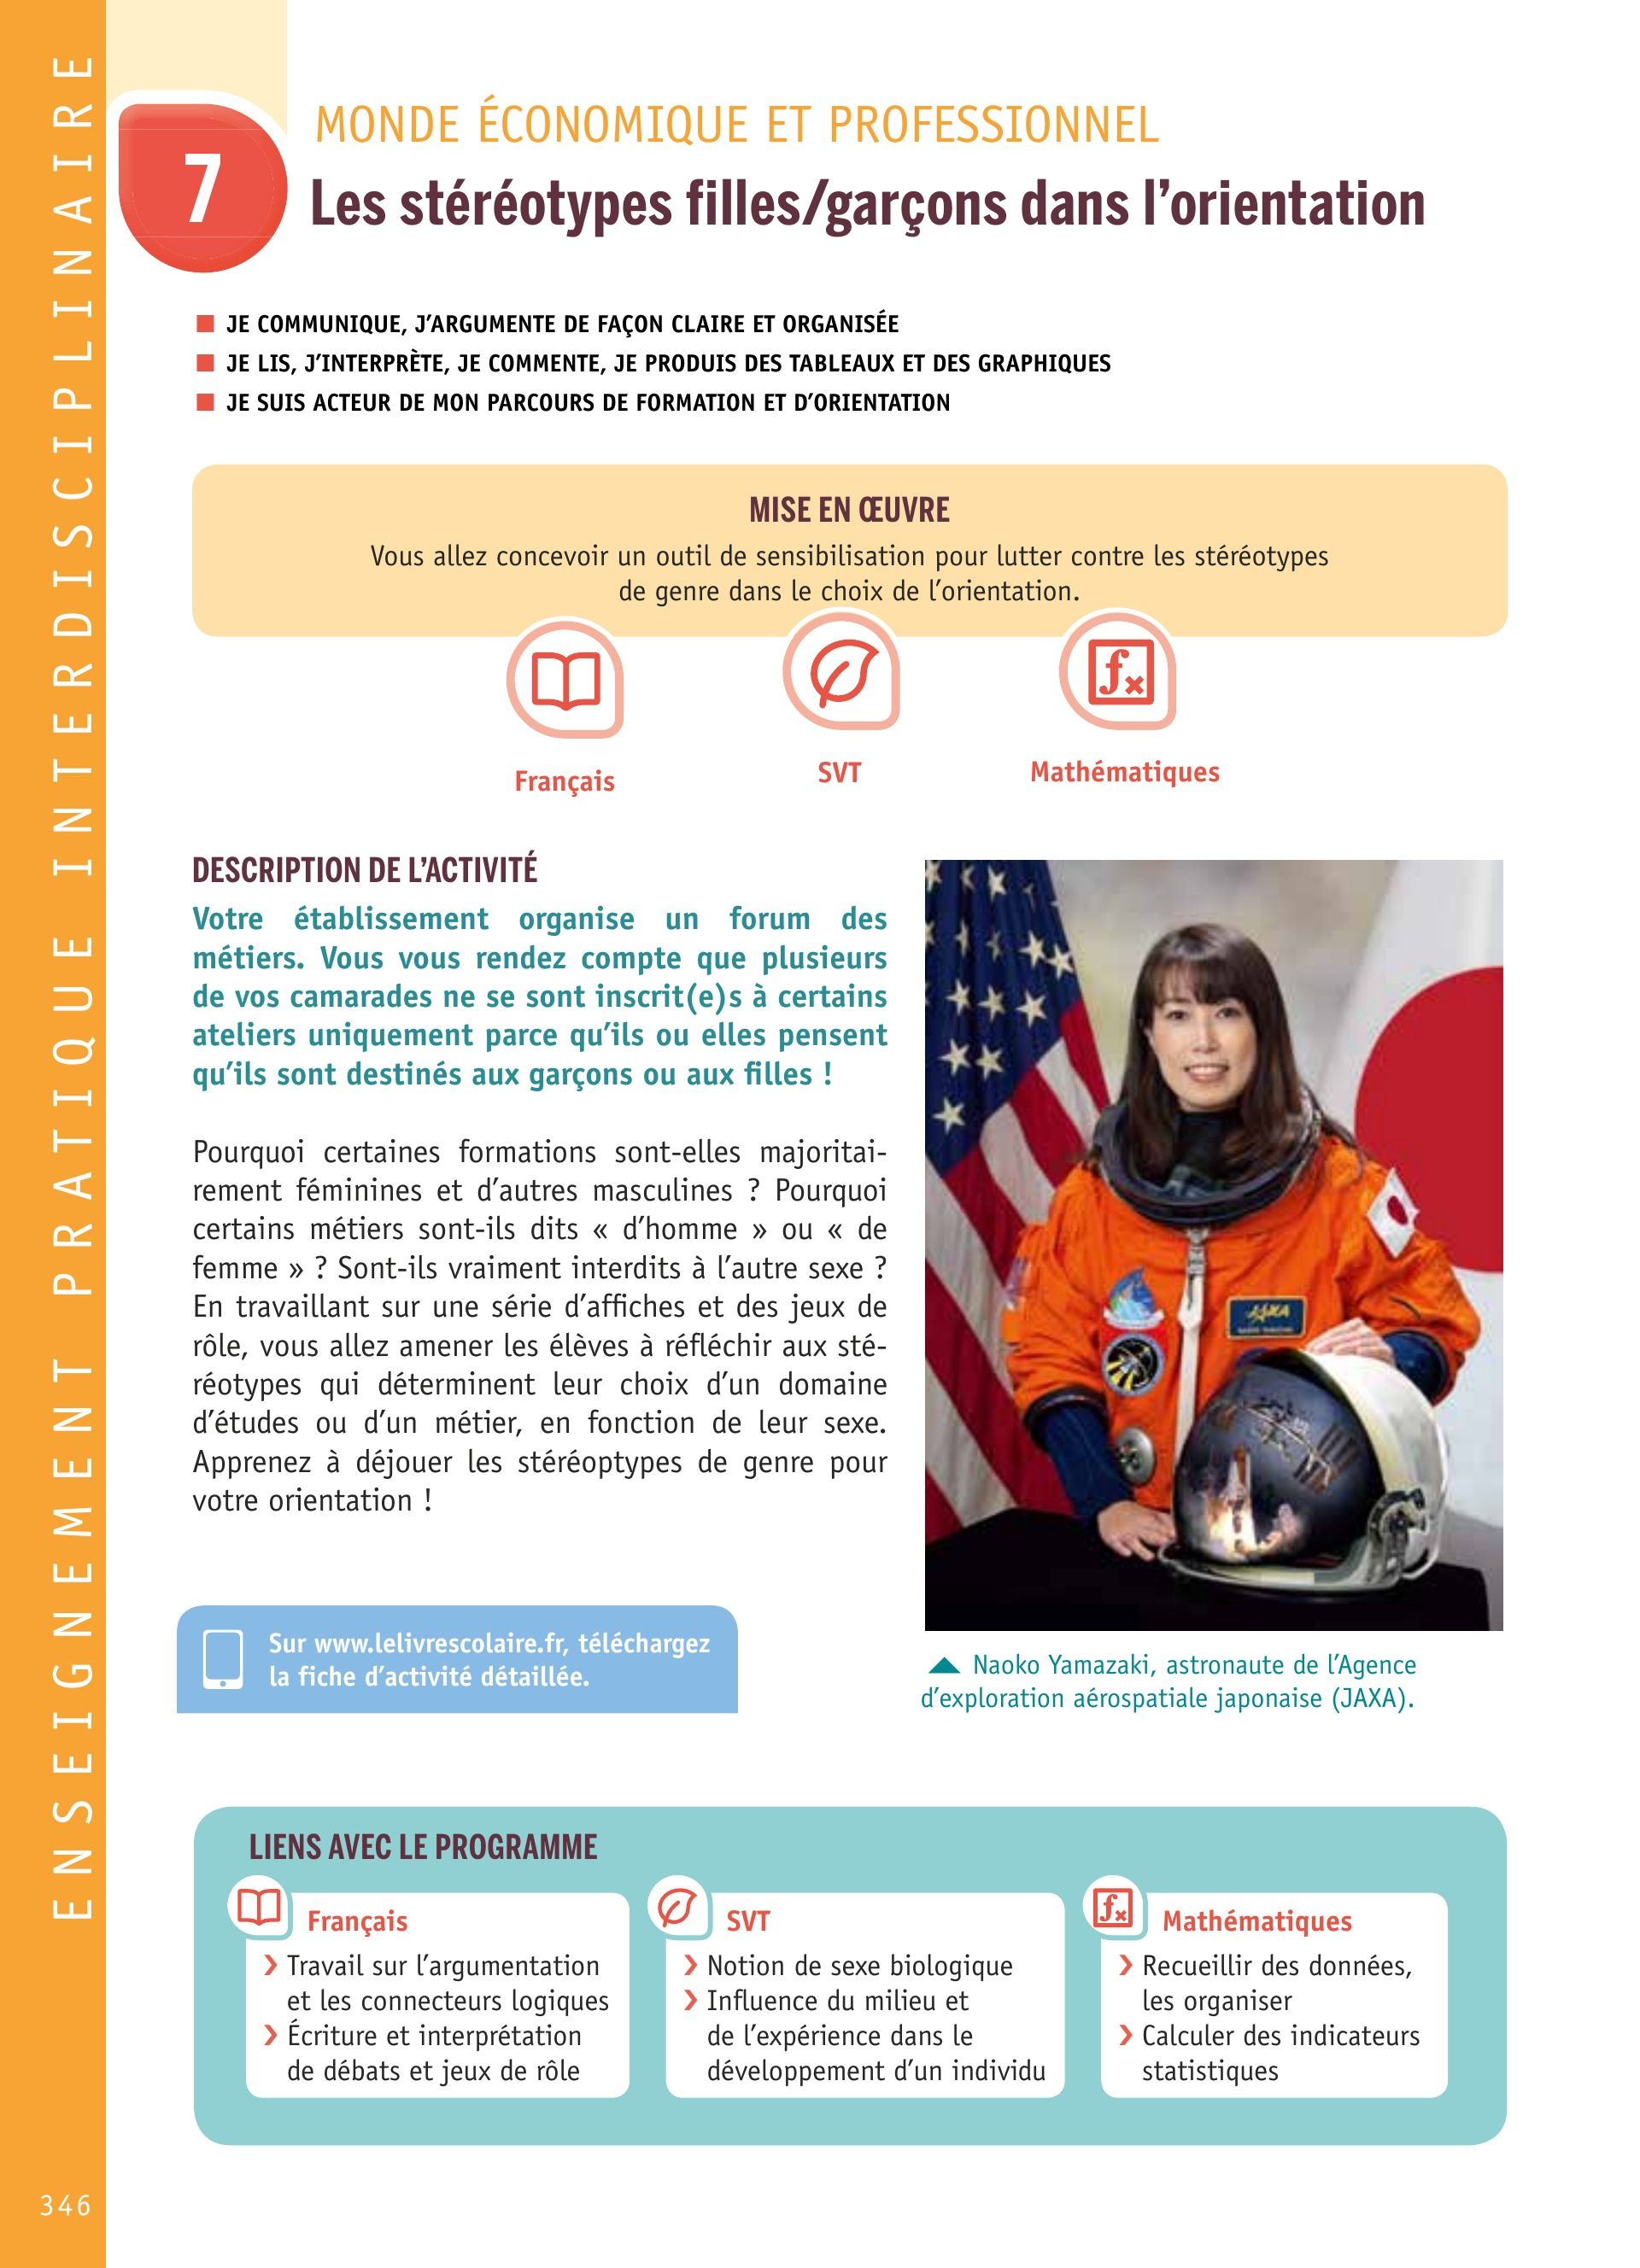 ENSEIGNEMENT PRATIQUE INTERDISCIPLINAIRE
7
MONDE ÉCONOMIQUE ET PROFESSIONNEL
Les stéréotypes filles/garçons dans l’orientation
JE COMMUNIQUE, J’ARGUMENTE DE FAÇON CLAIRE ET ORGANISÉE
JE LIS, J’INTERPRÈTE, JE COMMENTE, JE PRODUIS DES TABLEAUX ET DES GRAPHIQUES
JE SUIS ACTEUR DE MON PARCOURS DE FORMATION ET D’ORIENTATION
MISE EN ŒUVRE
Vous allez concevoir un outil de sensibilisation pour lutter contre les stéréotypes
de genre dans le choix de l’orientation.
Français
SVT
fx
Mathématiques
DESCRIPTION DE L’ACTIVITÉ
Votre établissement organise un forum des
métiers. Vous vous rendez compte que plusieurs
de vos camarades ne se sont inscrit(e)s à certains
ateliers uniquement parce qu’ils ou elles pensent
qu’ils sont destinés aux garçons ou aux filles !
Pourquoi certaines formations sont-elles majoritai-
rement féminines et d’autres masculines ? Pourquoi
certains métiers sont-ils dits « d’homme » ou « de
femme » ? Sont-ils vraiment interdits à l’autre sexe ?
En travaillant sur une série d’affiches et des jeux de
rôle, vous allez amener les élèves à réfléchir aux sté-
réotypes qui déterminent leur choix d’un domaine
d’études ou d’un métier, en fonction de leur sexe.
Apprenez à déjouer les stéréoptypes de genre pour
votre orientation !
Sur www.lelivrescolaire.fr, téléchargez
la fiche d’activité détaillée.
Naoko Yamazaki, astronaute de l’Agence
d’exploration aérospatiale japonaise (JAXA).
LIENS AVEC LE PROGRAMME
Français
› Travail sur l’argumentation
et les connecteurs logiques
› Écriture et interprétation
de débats et jeux de rôle
SVT
› Notion de sexe biologique
› Influence du milieu et
de l’expérience dans le
développement d’un individu
fx
Mathématiques
› Recueillir des données,
les organiser
› Calculer des indicateurs
statistiques
346